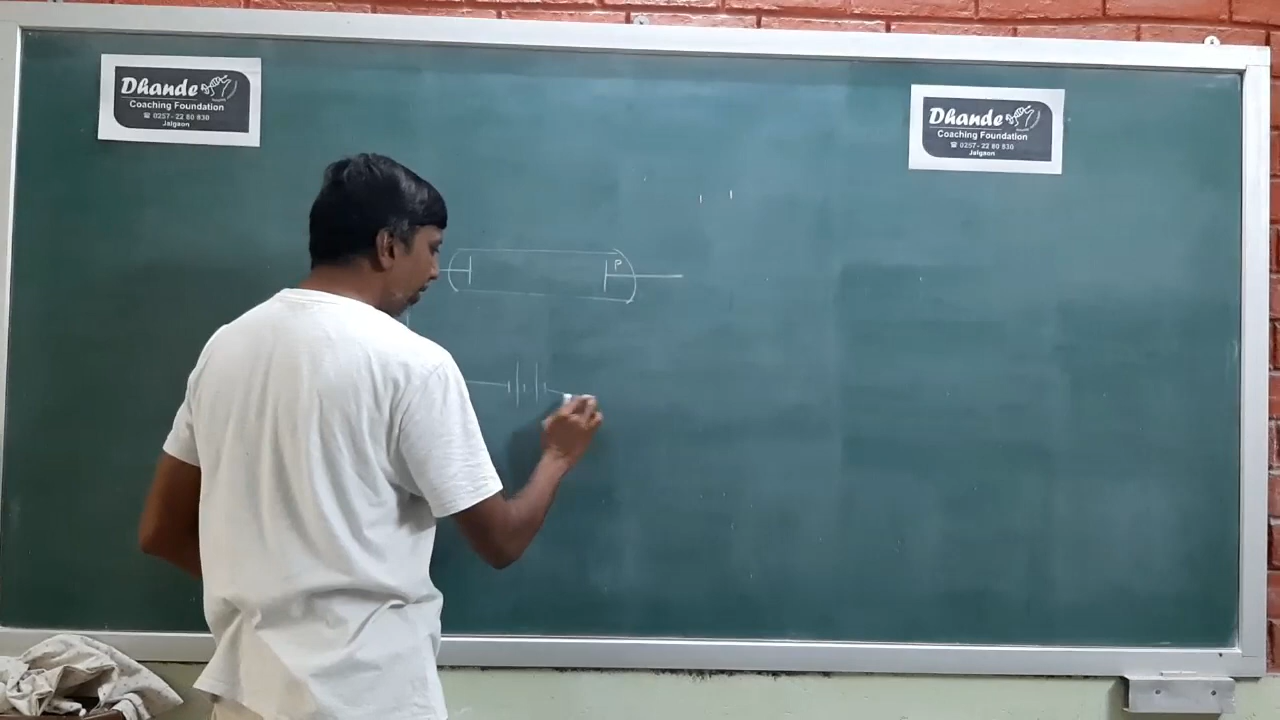 Dhande
Coaching Foundation
☎ 0257- 22 80 830
Jalgaon
Dhande
Coaching Foundation
☎ 0257- 22 80 830
Jalgaon
P